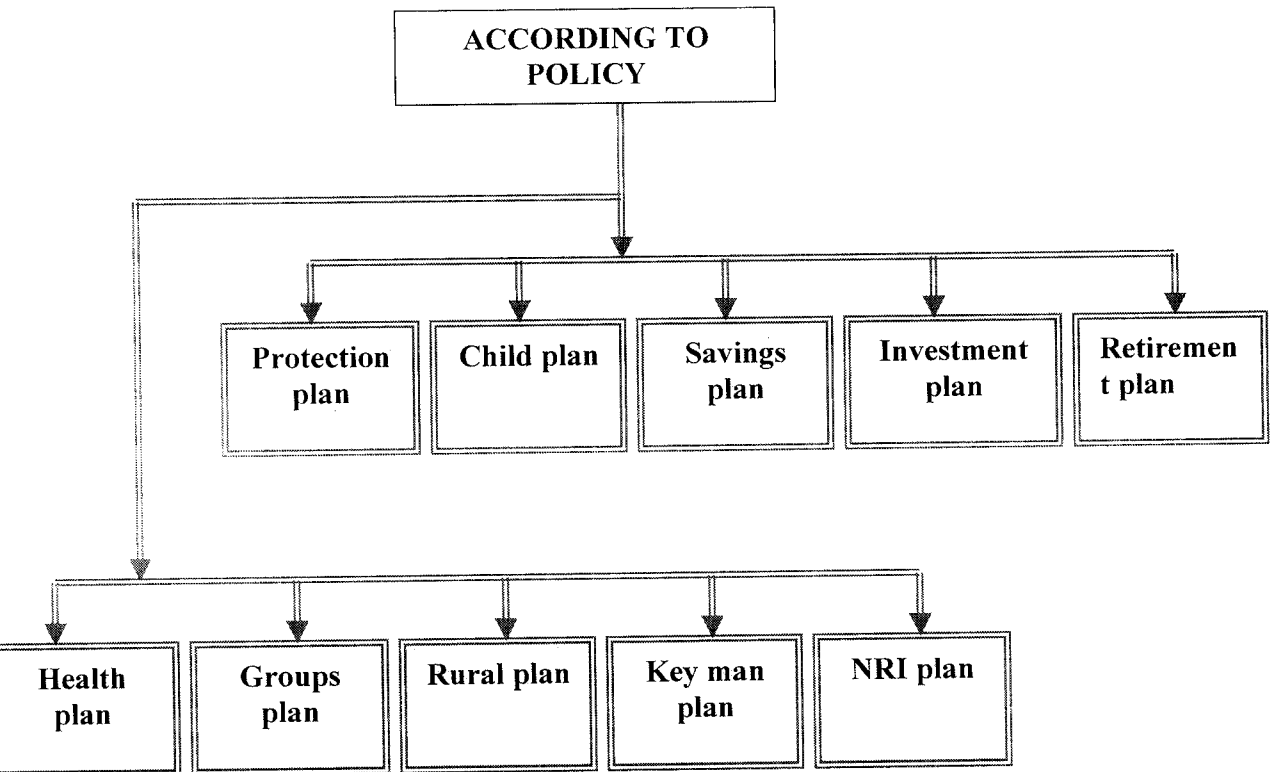 ACCORDING TO
POLICY
Protection
plan
Child plan
Savings
plan
Investment
plan
Retiremen
t plan
Health
plan
Groups
plan
Rural plan
Key man
plan
NRI plan